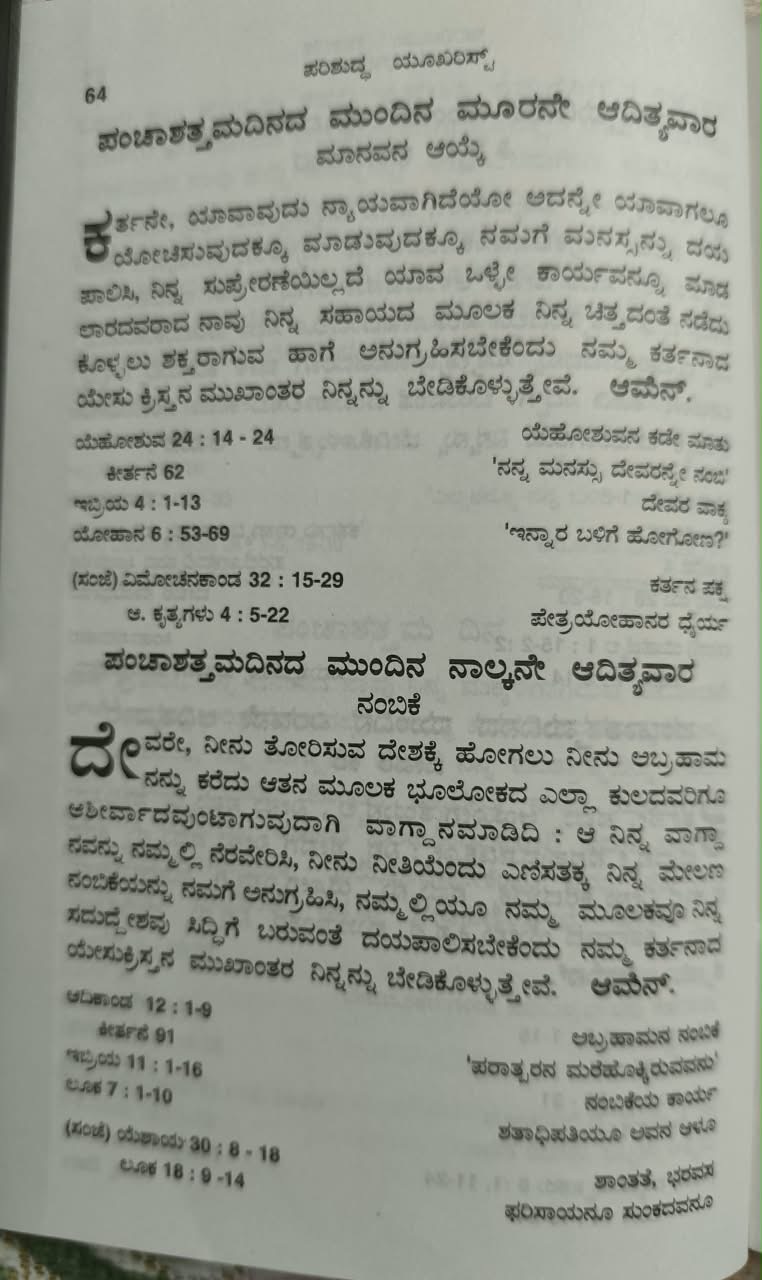 ಪರಿಶುದ್ಧ ಯೂಖರಿಸ್ಟ್
64
ಪಂಚಾಶತ್ತಮದಿನದ ಮುಂದಿನ ಮೂರನೇ ಆದಿತ್ಯವಾರ
ಮಾನವನ ಆಯ್ಕೆ
ಕರ್ತನೇ, ಯಾವಾವುದು ನ್ಯಾಯವಾಗಿದೆಯೋ ಅದನ್ನೇ ಯಾವಾಗಲೂ
ಯೋಚಿಸುವುದಕ್ಕೂ ಮಾಡುವುದಕ್ಕೂ ನಮಗೆ ಮನಸ್ಸನ್ನು ದಯ
ಪಾಲಿಸಿ, ನಿನ್ನ ಸುಪ್ರೇರಣೆಯಿಲ್ಲದೆ ಯಾವ ಒಳ್ಳೇ ಕಾರ್ಯವನ್ನೂ ಮಾಡ
ಲಾರದವರಾದ ನಾವು ನಿನ್ನ ಸಹಾಯದ ಮೂಲಕ ನಿನ್ನ ಚಿತ್ತದಂತೆ ನಡೆದು
ಕೊಳ್ಳಲು ಶಕ್ತರಾಗುವ ಹಾಗೆ ಅನುಗ್ರಹಿಸಬೇಕೆಂದು ನಮ್ಮ ಕರ್ತನಾದ
ಯೇಸು ಕ್ರಿಸ್ತನ ಮುಖಾಂತರ ನಿನ್ನನ್ನು ಬೇಡಿಕೊಳ್ಳುತ್ತೇವೆ. ಆಮೆನ್.
ಯೆಹೋಶುವ 24 : 14 - 24 ಯೆಹೋಶುವನ ಕಡೇ ಮಾತು
ಕೀರ್ತನೆ 62 'ನನ್ನ ಮನಸ್ಸು ದೇವರನ್ನೇ ನಂಬಿ'
ಇಬ್ರಿಯ 4 : 1-13 ದೇವರ ವಾಕ್ಯ
ಯೋಹಾನ 6 : 53-69 'ಇನ್ನಾರ ಬಳಿಗೆ ಹೋಗೋಣ?'
(ಸಂಜೆ) ವಿಮೋಚನಕಾಂಡ 32 : 15-29 ಕರ್ತನ ಪಕ್ಷ
ಆ. ಕೃತ್ಯಗಳು 4 : 5-22 ಪೇತ್ರಯೋಹಾನರ ಧೈರ್ಯ
ಪಂಚಾಶತ್ತಮದಿನದ ಮುಂದಿನ ನಾಲ್ಕನೇ ಆದಿತ್ಯವಾರ
ನಂಬಿಕೆ
ದೇವರೇ, ನೀನು ತೋರಿಸುವ ದೇಶಕ್ಕೆ ಹೋಗಲು ನೀನು ಅಬ್ರಹಾಮ
ನನ್ನು ಕರೆದು ಆತನ ಮೂಲಕ ಭೂಲೋಕದ ಎಲ್ಲಾ ಕುಲದವರಿಗೂ
ಆಶೀರ್ವಾದವುಂಟಾಗುವುದಾಗಿ ವಾಗ್ದಾನಮಾಡಿದಿ : ಆ ನಿನ್ನ ವಾಗ್ದಾ
ನವನ್ನು ನಮ್ಮಲ್ಲಿ ನೆರವೇರಿಸಿ, ನೀನು ನೀತಿಯೆಂದು ಎಣಿಸತಕ್ಕ ನಿನ್ನ ಮೇಲಣ
ನಂಬಿಕೆಯನ್ನು ನಮಗೆ ಅನುಗ್ರಹಿಸಿ, ನಮ್ಮಲ್ಲಿಯೂ ನಮ್ಮ ಮೂಲಕವೂ ನಿನ್ನ
ಸದುದ್ದೇಶವು ಸಿದ್ಧಿಗೆ ಬರುವಂತೆ ದಯಪಾಲಿಸಬೇಕೆಂದು ನಮ್ಮ ಕರ್ತನಾದ
ಯೇಸುಕ್ರಿಸ್ತನ ಮುಖಾಂತರ ನಿನ್ನನ್ನು ಬೇಡಿಕೊಳ್ಳುತ್ತೇವೆ. ಆಮೆನ್.
ಆದಿಕಾಂಡ 12 : 1-9 ಅಬ್ರಹಾಮನ ನಂಬಿಕೆ
ಕೀರ್ತನೆ 91 'ಪರಾತ್ಪರನ ಮರೆಹೊಕ್ಕಿರುವವನು'
ಇಬ್ರಿಯ 11 : 1-16 ನಂಬಕೆಯ ಕಾರ್ಯ
ಲೂಕ 7 : 1-10 ಶತಾಧಿಪತಿಯೂ ಅವನ ಆಳೂ
(ಸಂಜೆ) ಯೆಶಾಯ 30 : 8 - 18 ಶಾಂತತೆ, ಭರವಸ
ಲೂಕ 18 : 9 -14 ಫರಿಸಾಯನೂ ಸುಂಕದವನೂ